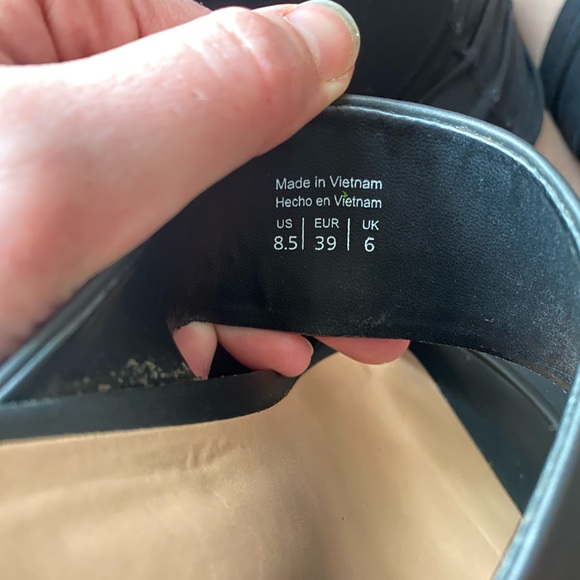 Made in Vietnam
Hecho en Vietnam
US | EUR | UK
8.5 | 39 | 6